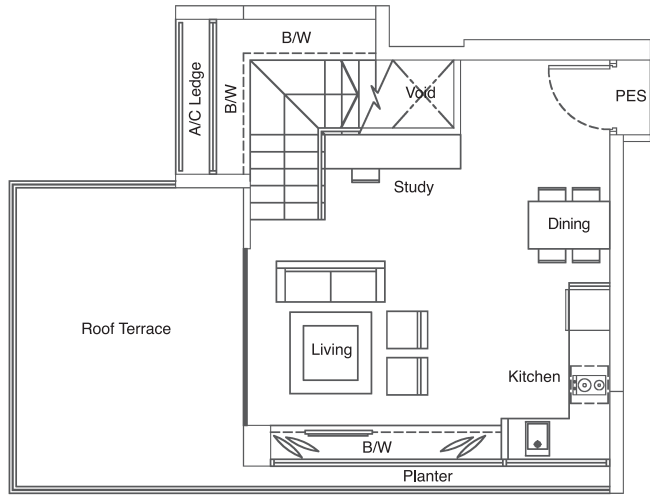 B/W
A/C Ledge
B/W
Void
PES
Study
Dining
Roof Terrace
Living
Kitchen
B/W
Planter